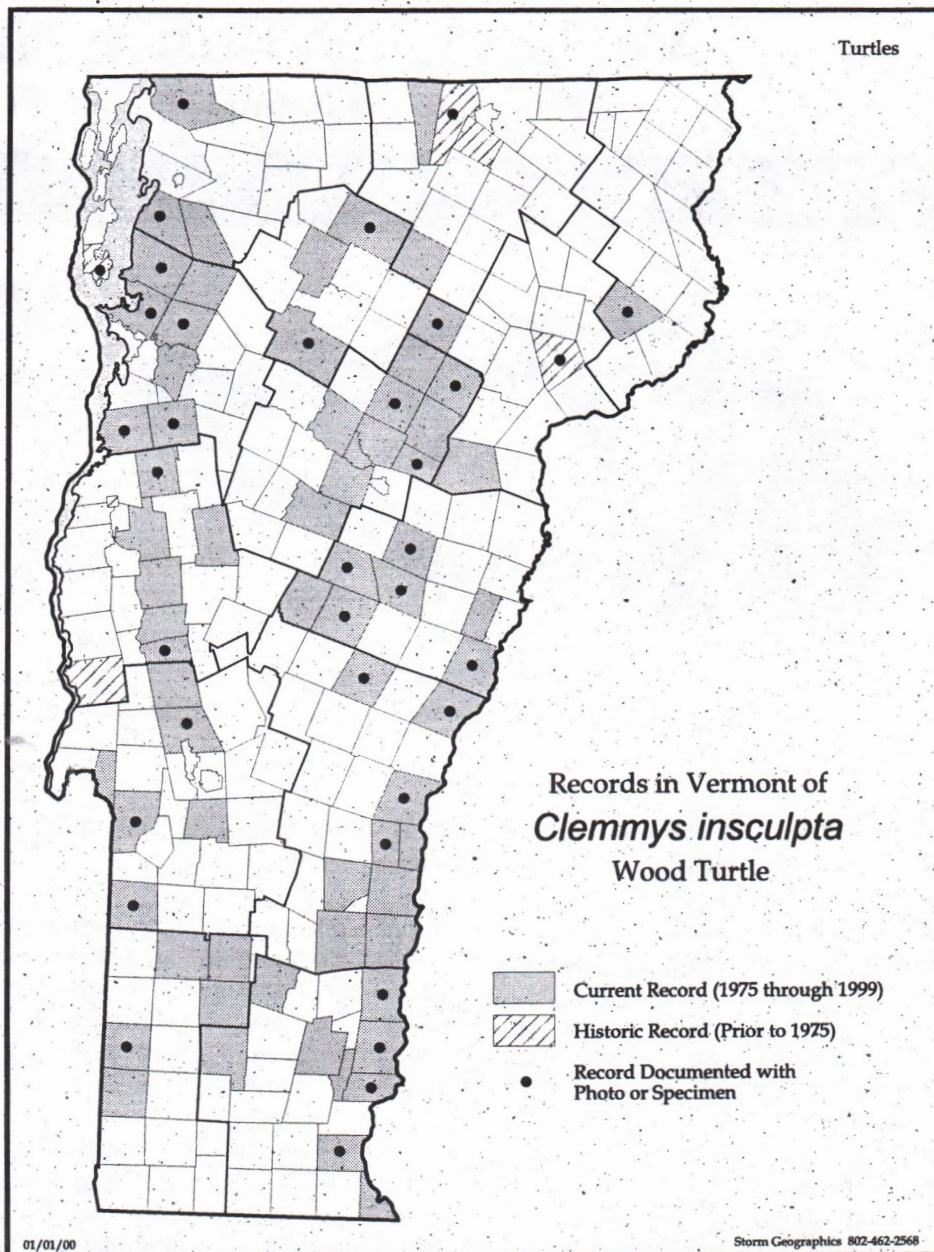 Turtles
Records in Vermont of
Clemmys insculpta
Wood Turtle
Current Record (1975 through 1999)
Historic Record (Prior to 1975)
Record Documented with
Photo or Specimen
01/01/00
Storm Geographics 802-462-2568